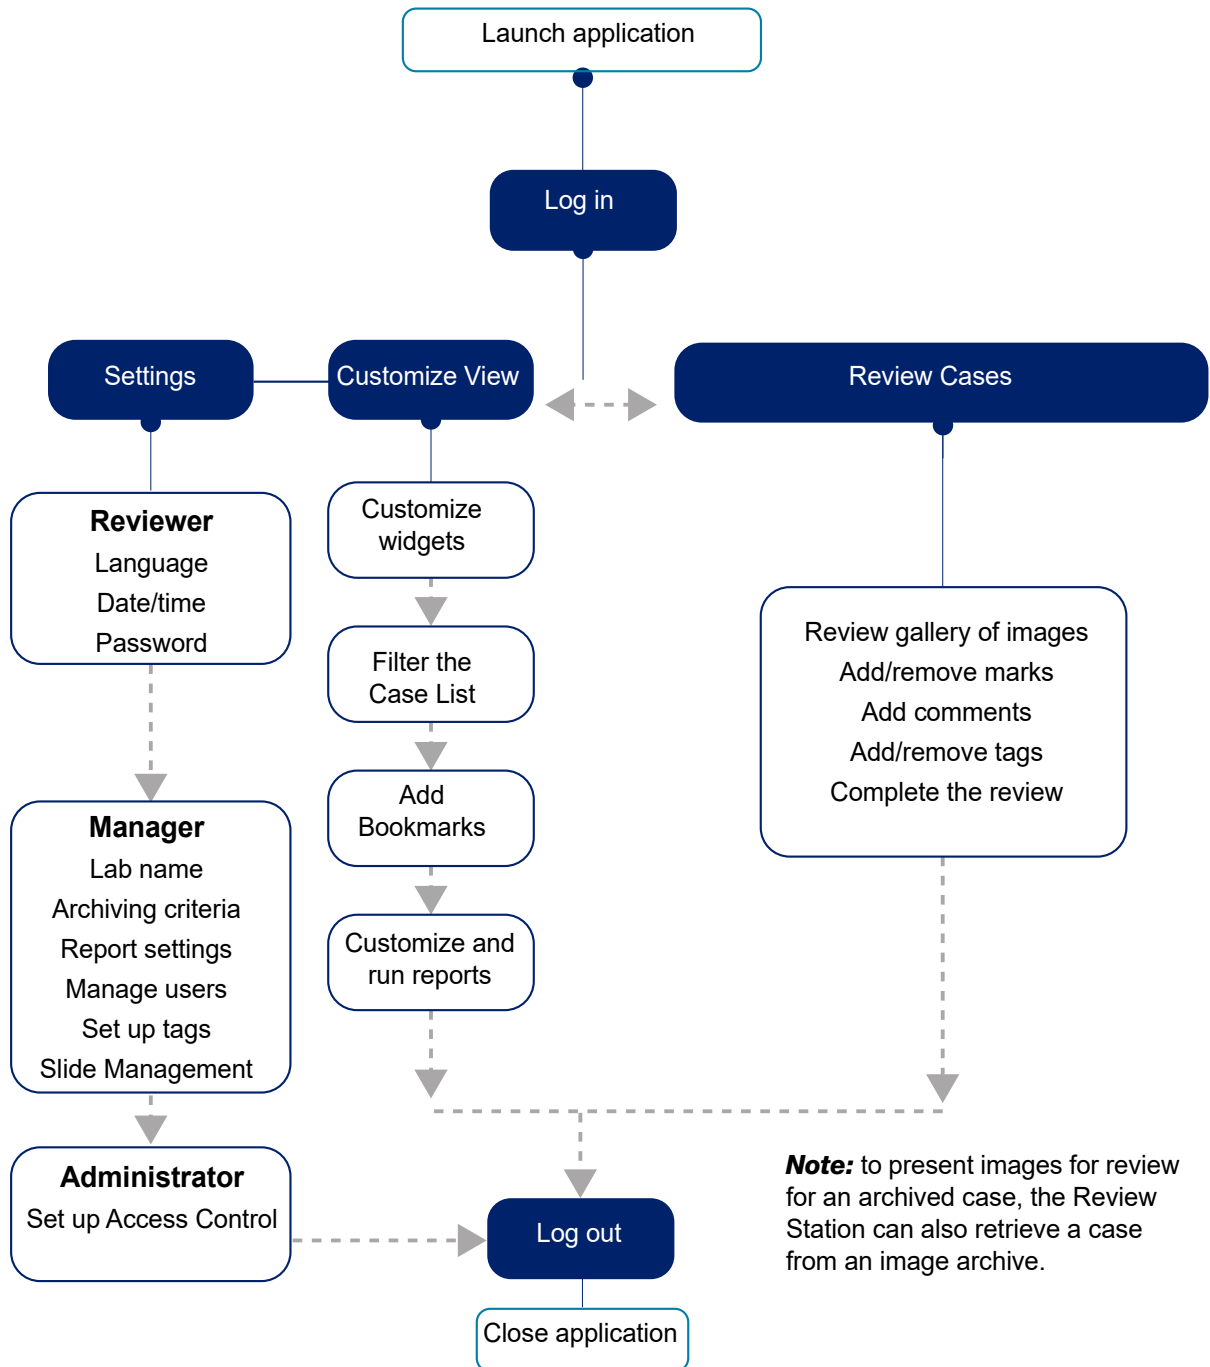 Launch application
Log in
Settings
Customize View
Review Cases
Reviewer
Language
Date/time
Password
Manager
Lab name
Archiving criteria
Report settings
Manage users
Set up tags
Slide Management
Administrator
Set up Access Control
Customize
widgets
Filter the
Case List
Add
Bookmarks
Customize and
run reports
Review gallery of images
Add/remove marks
Add comments
Add/remove tags
Complete the review
Note: to present images for review
for an archived case, the Review
Station can also retrieve a case
from an image archive.
Log out
Close application